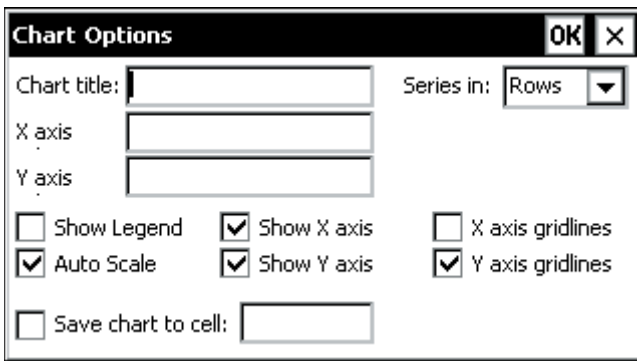 Chart Options OK ×
Chart title: Series in: Rows
X axis
Y axis
Show Legend Show X axis X axis gridlines
Auto Scale Show Y axis Y axis gridlines
Save chart to cell: